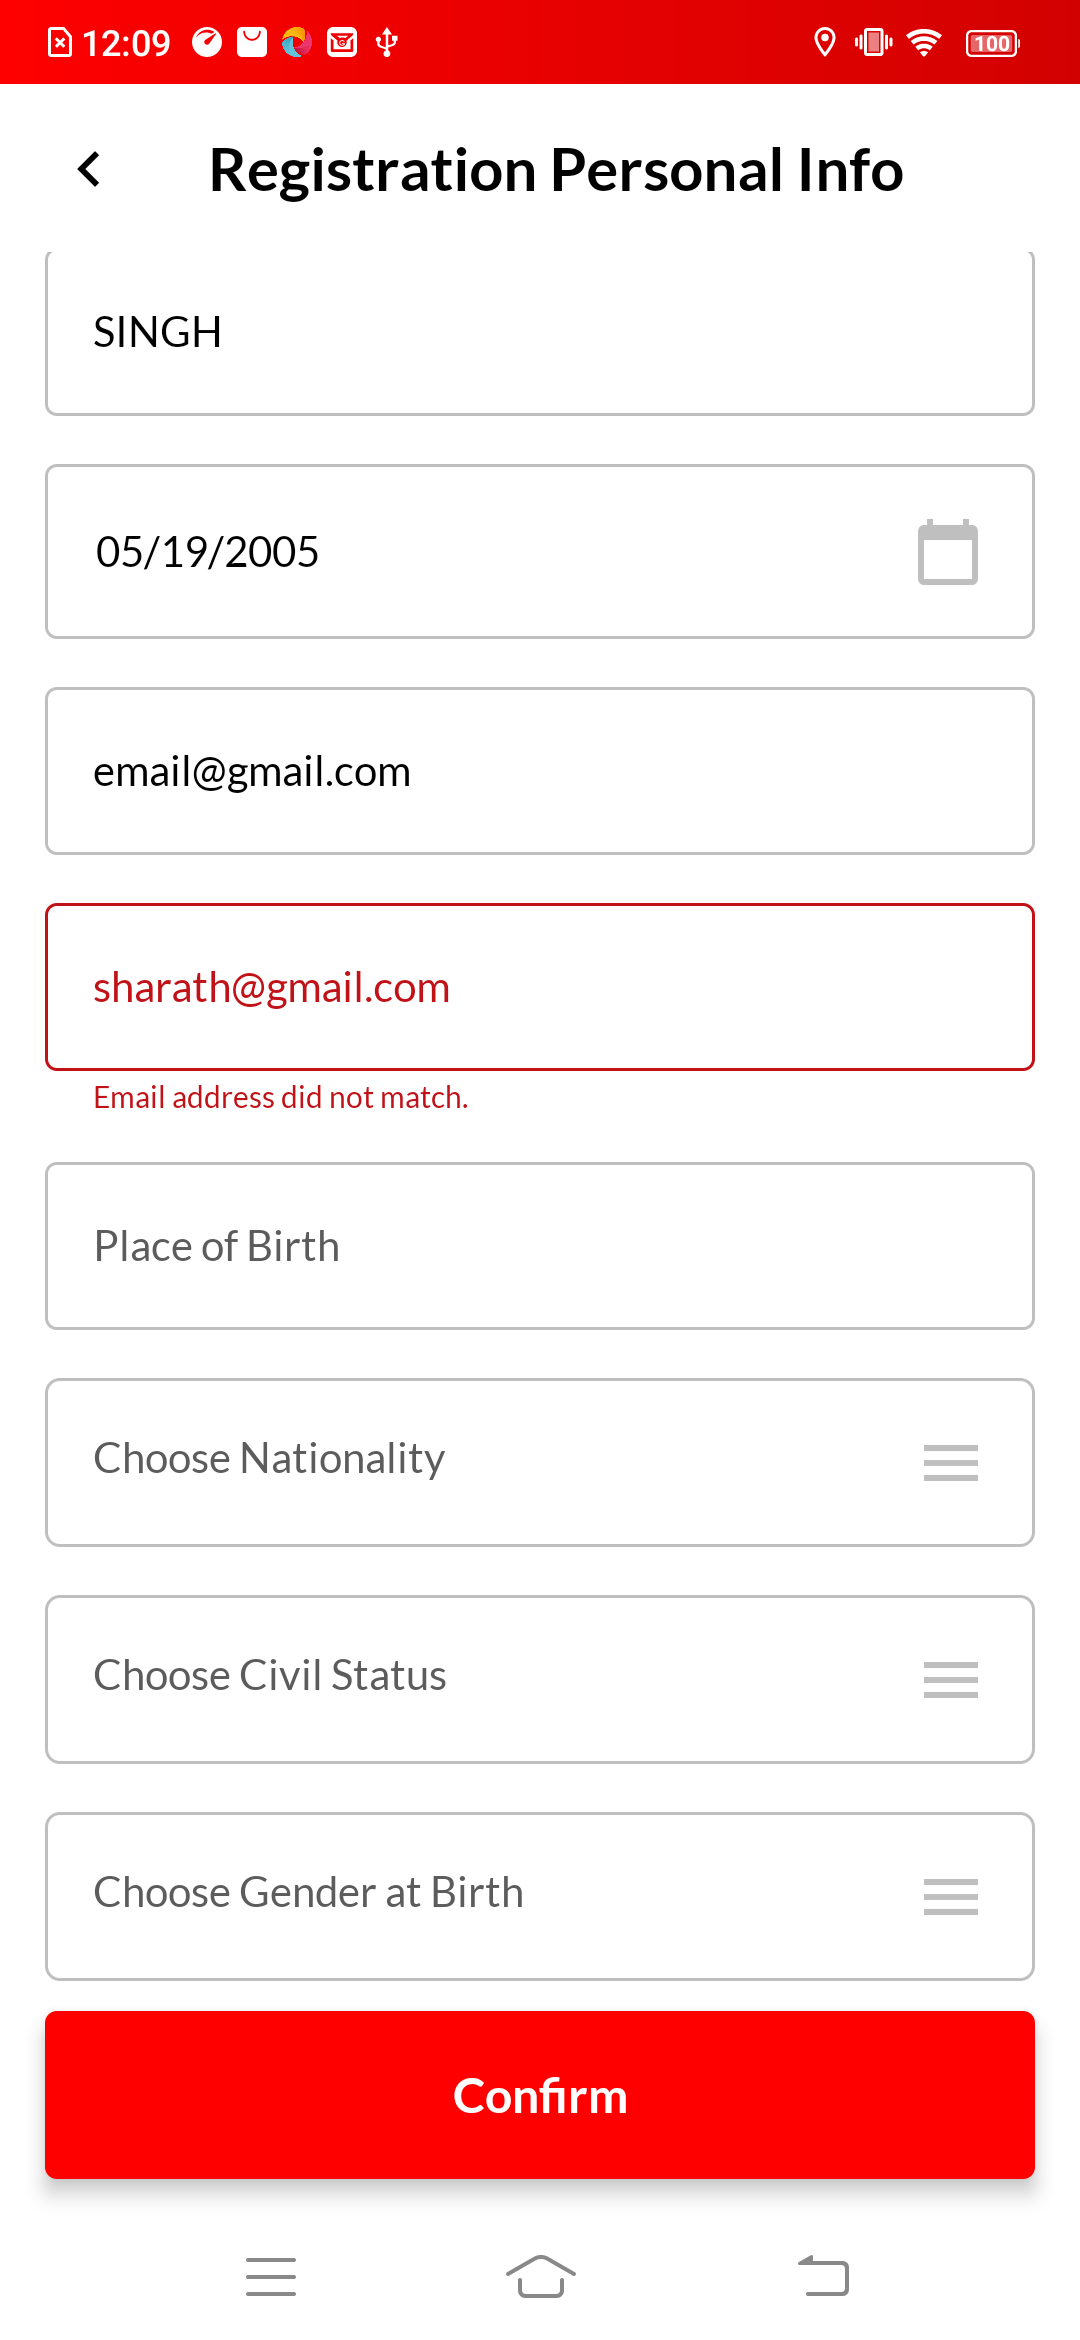 12:09
100
Registration Personal Info
SINGH
05/19/2005
email@gmail.com
sharath@gmail.com
Email address did not match.
Place of Birth
Choose Nationality
Choose Civil Status
Choose Gender at Birth
Confirm